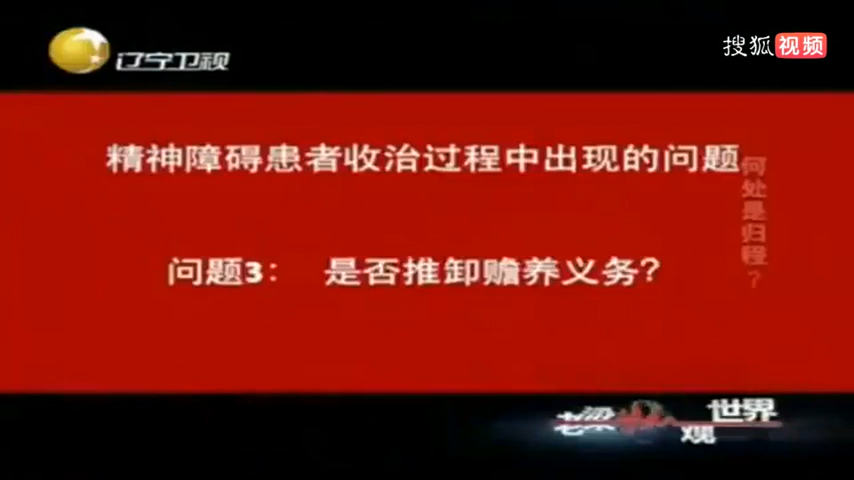 辽宁卫视
搜狐视频
精神障碍患者收治过程中出现的问题
何处是归程？
问题3： 是否推卸赡养义务？
老梁观世界